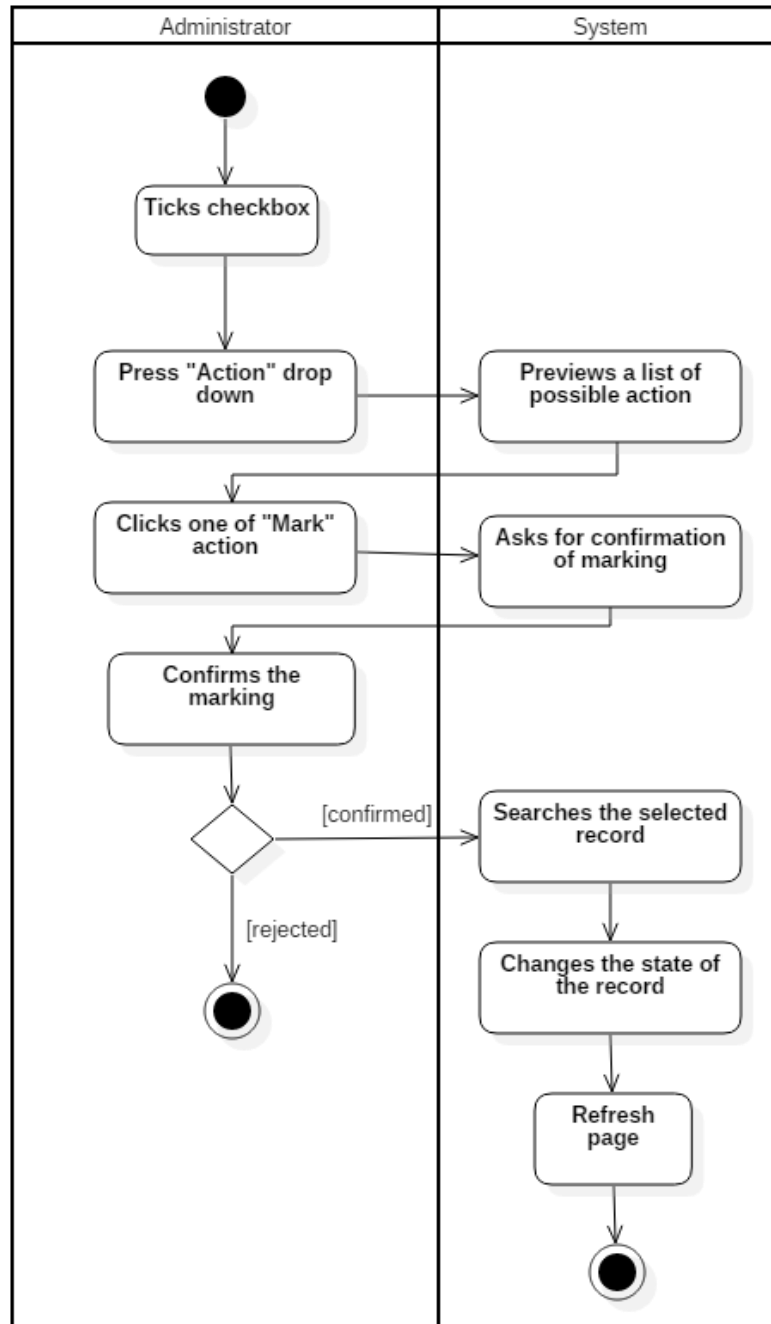 Administrator
System
Ticks checkbox
Press "Action" drop
down
Previews a list of
possible action
Clicks one of "Mark"
action
Asks for confirmation
of marking
Confirms the
marking
[confirmed]
Searches the selected
record
[rejected]
Changes the state of
the record
Refresh
page